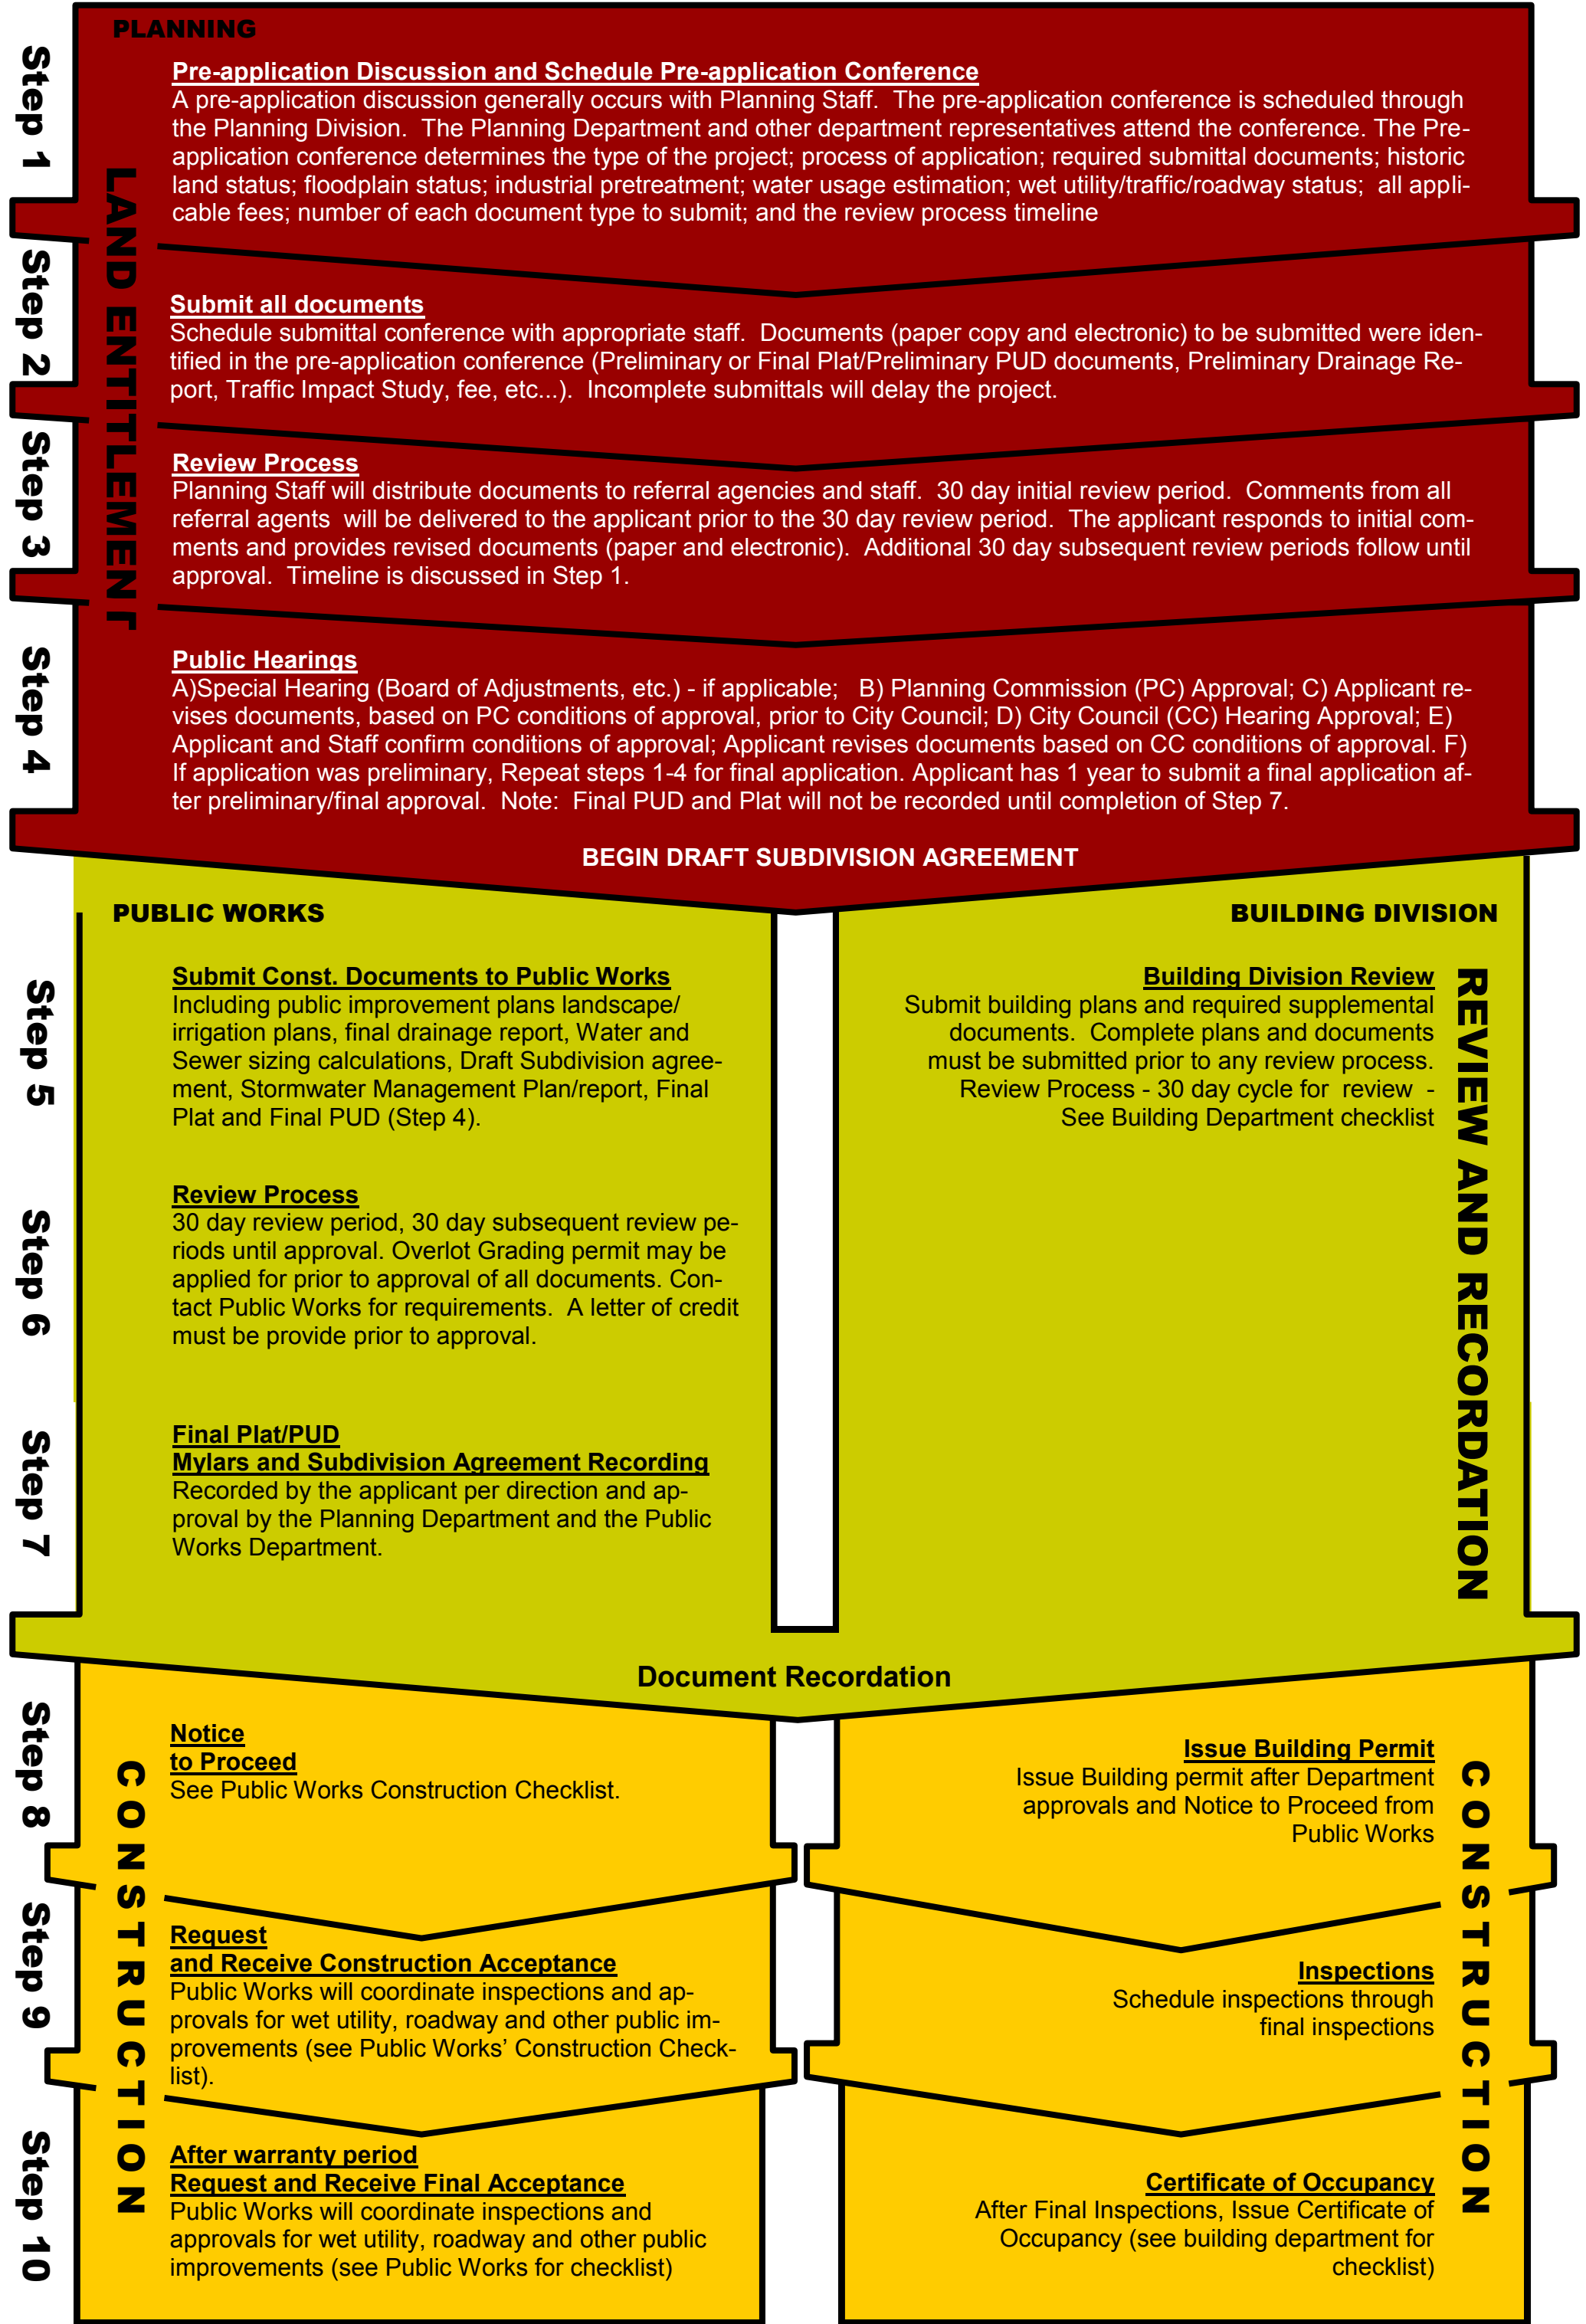 PLANNING
Step 1
LAND ENTITLEMENT
Pre-application Discussion and Schedule Pre-application Conference
A pre-application discussion generally occurs with Planning Staff.  The pre-application conference is scheduled through
the Planning Division.  The Planning Department and other department representatives attend the conference. The Pre-
application conference determines the type of the project; process of application; required submittal documents; historic
land status; floodplain status; industrial pretreatment; water usage estimation; wet utility/traffic/roadway status;  all appli-
cable fees; number of each document type to submit; and the review process timeline
Step 2
Submit all documents
Schedule submittal conference with appropriate staff.  Documents (paper copy and electronic) to be submitted were iden-
tified in the pre-application conference (Preliminary or Final Plat/Preliminary PUD documents, Preliminary Drainage Re-
port, Traffic Impact Study, fee, etc...).  Incomplete submittals will delay the project.
Step 3
Review Process
Planning Staff will distribute documents to referral agencies and staff.  30 day initial review period.  Comments from all
referral agents  will be delivered to the applicant prior to the 30 day review period.  The applicant responds to initial com-
ments and provides revised documents (paper and electronic).  Additional 30 day subsequent review periods follow until
approval.  Timeline is discussed in Step 1.
Step 4
Public Hearings
A)Special Hearing (Board of Adjustments, etc.) - if applicable;   B) Planning Commission (PC) Approval; C) Applicant re-
vises documents, based on PC conditions of approval, prior to City Council; D) City Council (CC) Hearing Approval; E)
Applicant and Staff confirm conditions of approval; Applicant revises documents based on CC conditions of approval. F)
If application was preliminary, Repeat steps 1-4 for final application. Applicant has 1 year to submit a final application af-
ter preliminary/final approval.  Note:  Final PUD and Plat will not be recorded until completion of Step 7.
BEGIN DRAFT SUBDIVISION AGREEMENT
PUBLIC WORKS
Step 5
Submit Const. Documents to Public Works
Including public improvement plans landscape/
irrigation plans, final drainage report, Water and
Sewer sizing calculations, Draft Subdivision agree-
ment, Stormwater Management Plan/report, Final
Plat and Final PUD (Step 4).
Step 6
Review Process
30 day review period, 30 day subsequent review pe-
riods until approval. Overlot Grading permit may be
applied for prior to approval of all documents. Con-
tact Public Works for requirements.  A letter of credit
must be provide prior to approval.
Step 7
Final Plat/PUD
Mylars and Subdivision Agreement Recording
Recorded by the applicant per direction and ap-
proval by the Planning Department and the Public
Works Department.
BUILDING DIVISION
Building Division Review
Submit building plans and required supplemental
documents.  Complete plans and documents
must be submitted prior to any review process.
Review Process - 30 day cycle for  review  -
See Building Department checklist
REVIEW AND RECORDATION
Document Recordation
Step 8
CONSTRUCTION
Notice
to Proceed
See Public Works Construction Checklist.
Step 9
Request
and Receive Construction Acceptance
Public Works will coordinate inspections and ap-
provals for wet utility, roadway and other public im-
provements (see Public Works’ Construction Check-
list).
Step 10
After warranty period
Request and Receive Final Acceptance
Public Works will coordinate inspections and
approvals for wet utility, roadway and other public
improvements (see Public Works for checklist)
Issue Building Permit
Issue Building permit after Department
approvals and Notice to Proceed from
Public Works
CONSTRUCTION
Inspections
Schedule inspections through
final inspections
Certificate of Occupancy
After Final Inspections, Issue Certificate of
Occupancy (see building department for
checklist)